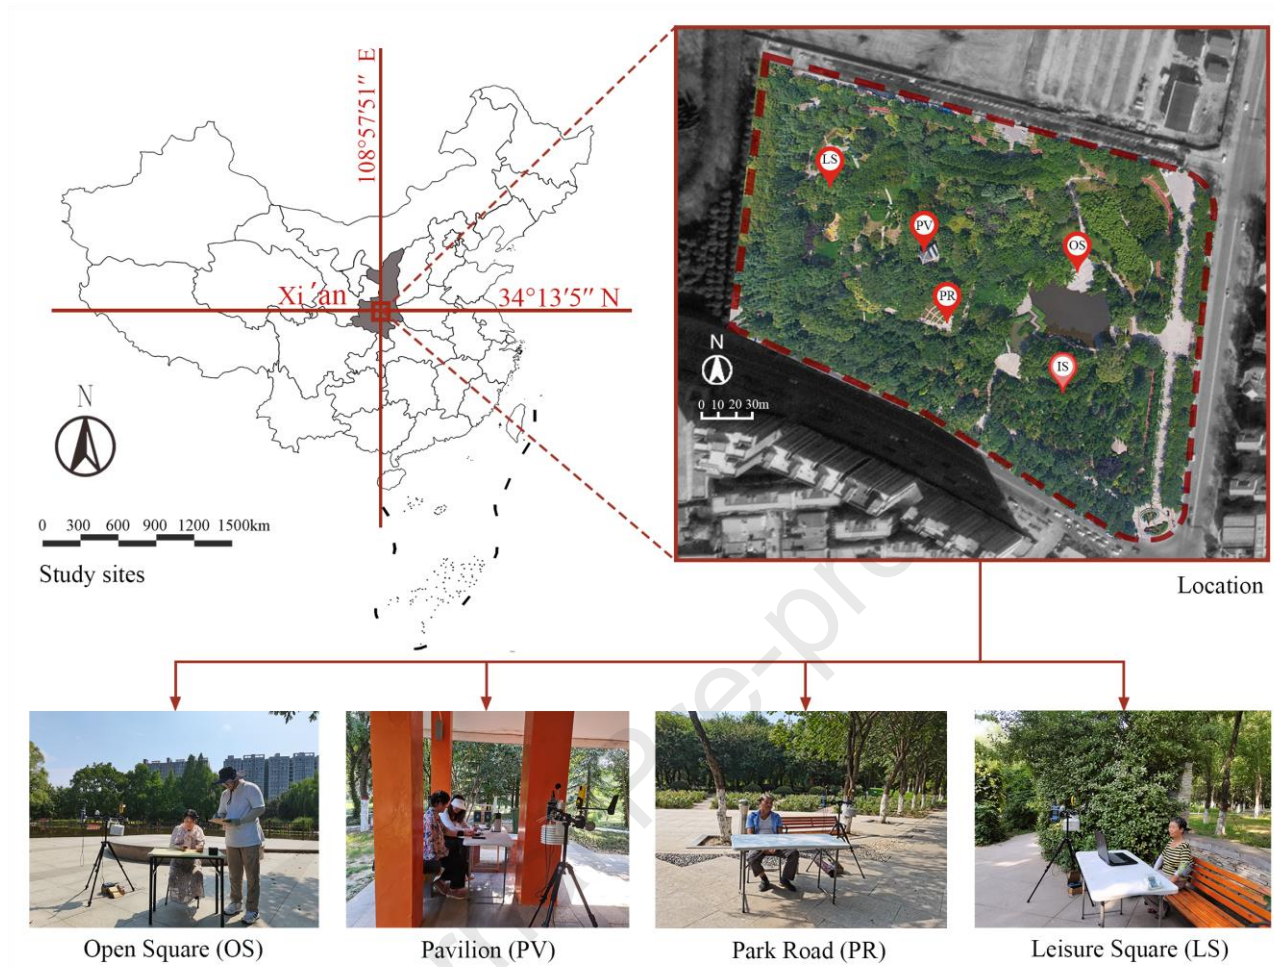 108°57′51″ E
Xi´an
34°13′5″ N
N
0 300 600 900 1200 1500km
Study sites
LS
PV
OS
PR
IS
N
0 10 20 30m
Location
Open Square (OS)
Pavilion (PV)
Park Road (PR)
Leisure Square (LS)